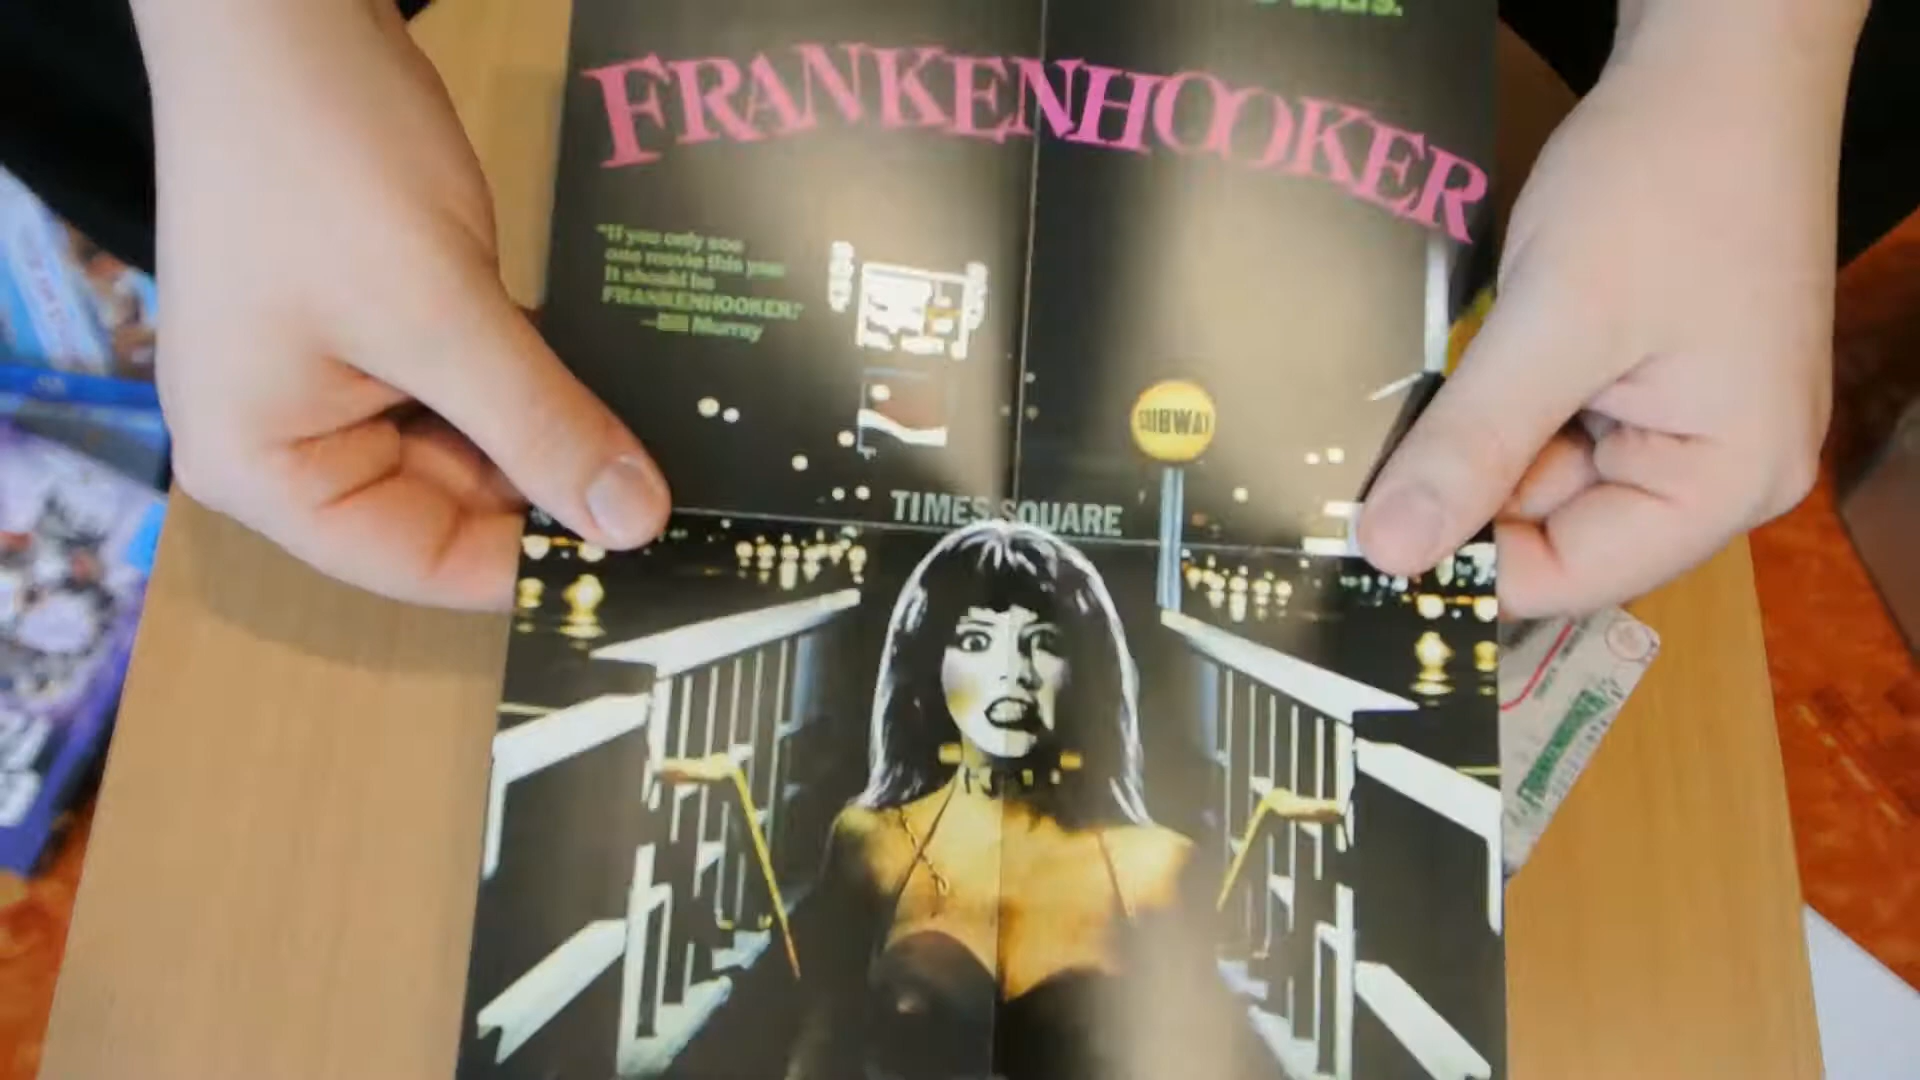 FRANKENHOOKER
"If you only see
one movie this year
it should be
FRANKENHOOKER."
—Bill Murray
SUBWAY
TIMES SQUARE